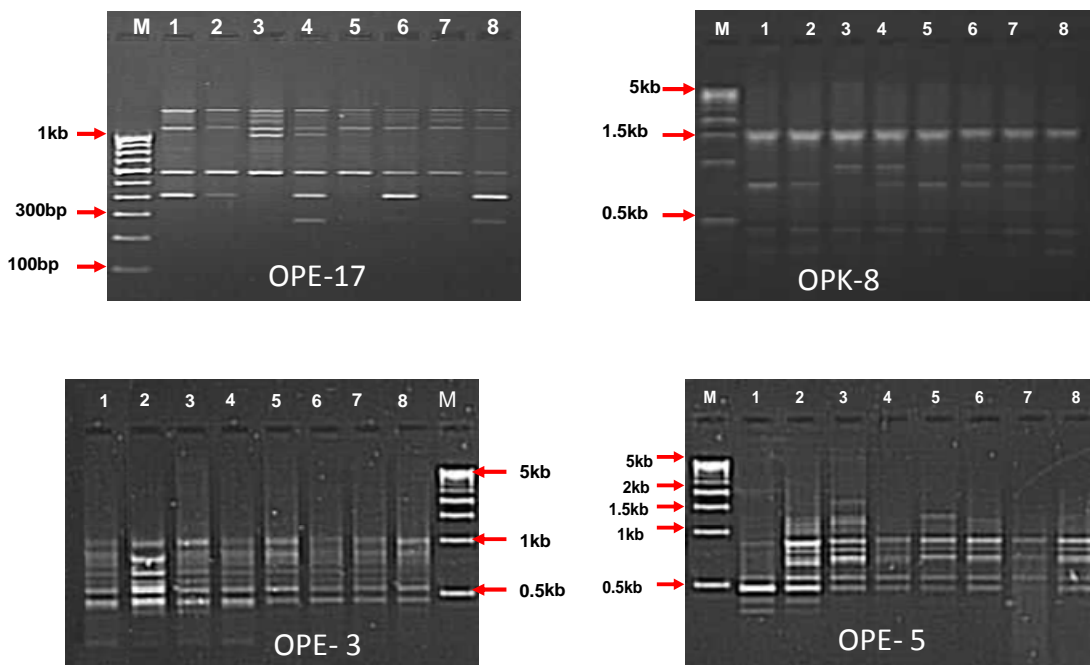 M 1 2 3 4 5 6 7 8
1kb
300bp
100bp
OPE-17
M 1 2 3 4 5 6 7 8
5kb
1.5kb
0.5kb
OPK-8
1 2 3 4 5 6 7 8 M
5kb
1kb
0.5kb
OPE- 3
M 1 2 3 4 5 6 7 8
5kb
2kb
1.5kb
1kb
0.5kb
OPE- 5